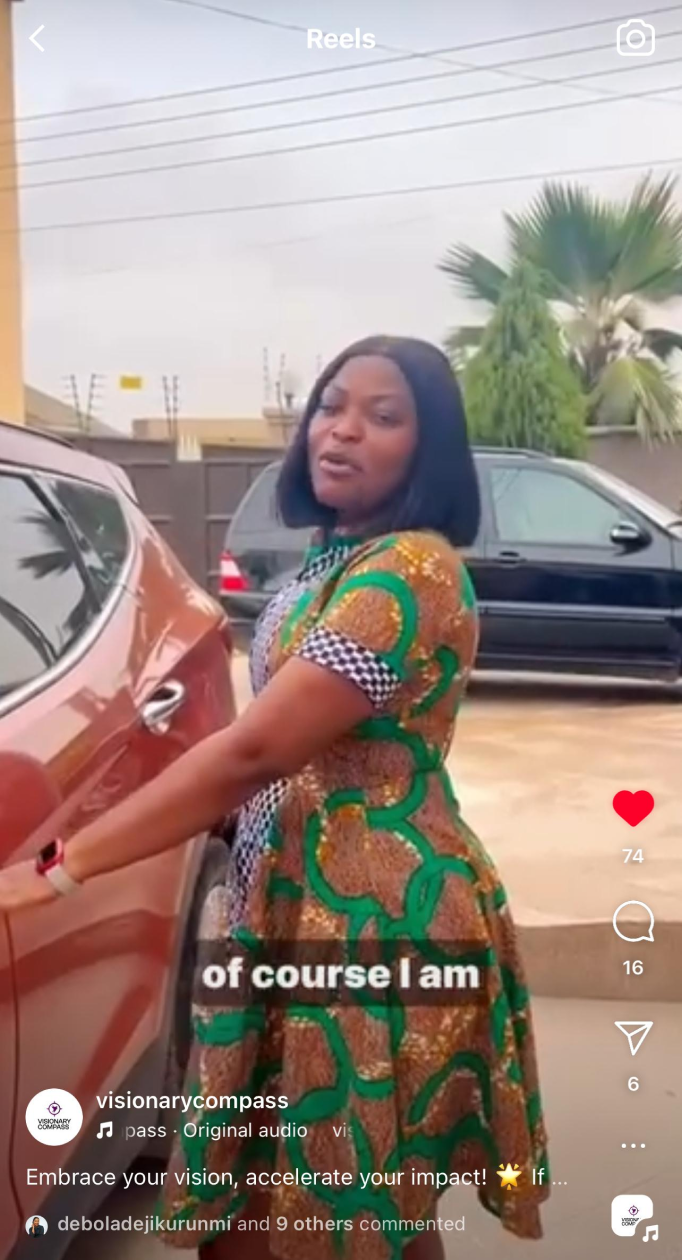 Reels
of course I am
74
16
6
visionarycompass
pass · Original audio vis
Embrace your vision, accelerate your impact! 🌟 If ...
deboladejikurunmi and 9 others commented
VISIONARY
COMPASS